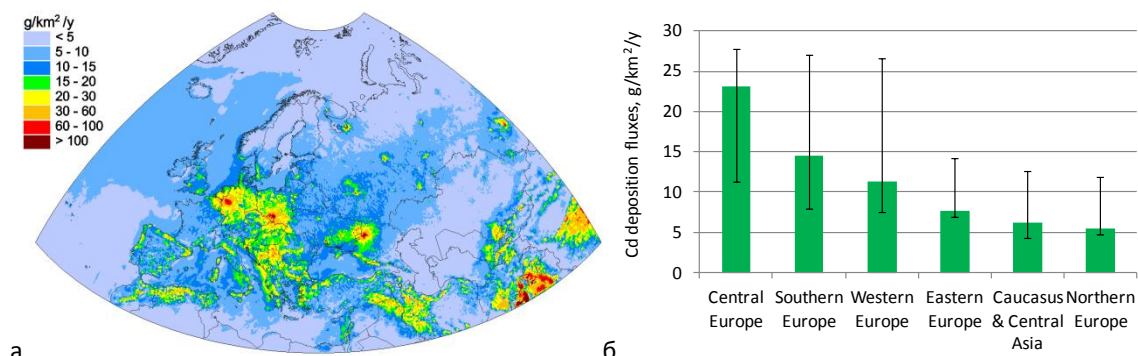 g/km²/y
< 5
5 - 10
10 - 15
15 - 20
20 - 30
30 - 60
60 - 100
> 100
а
Cd deposition fluxes, g/km²/y
30
25
20
15
10
5
0
Central Europe
Southern Europe
Western Europe
Eastern Europe
Caucasus & Central Asia
Northern Europe
б